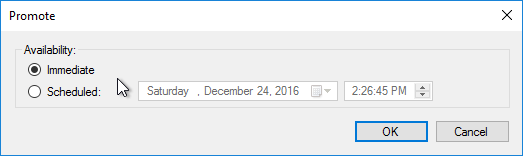 Promote
Availability:
Immediate
Scheduled: Saturday , December 24, 2016 2:26:45 PM
OK Cancel